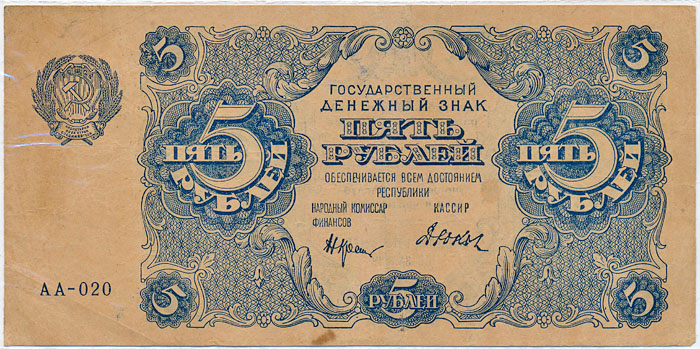 5 5
ГОСУДАРСТВЕННЫЙ
ДЕНЕЖНЫЙ ЗНАК
ПЯТЬ
РУБЛЕЙ
5 ПЯТЬ РУБЛЕЙ
5 ПЯТЬ РУБЛЕЙ
ОБЕСПЕЧИВАЕТСЯ ВСЕМ ДОСТОЯНИЕМ
РЕСПУБЛИКИ
НАРОДНЫЙ КОМИССАР КАССИР
ФИНАНСОВ
АА-020
5 РУБЛЕЙ
5 5